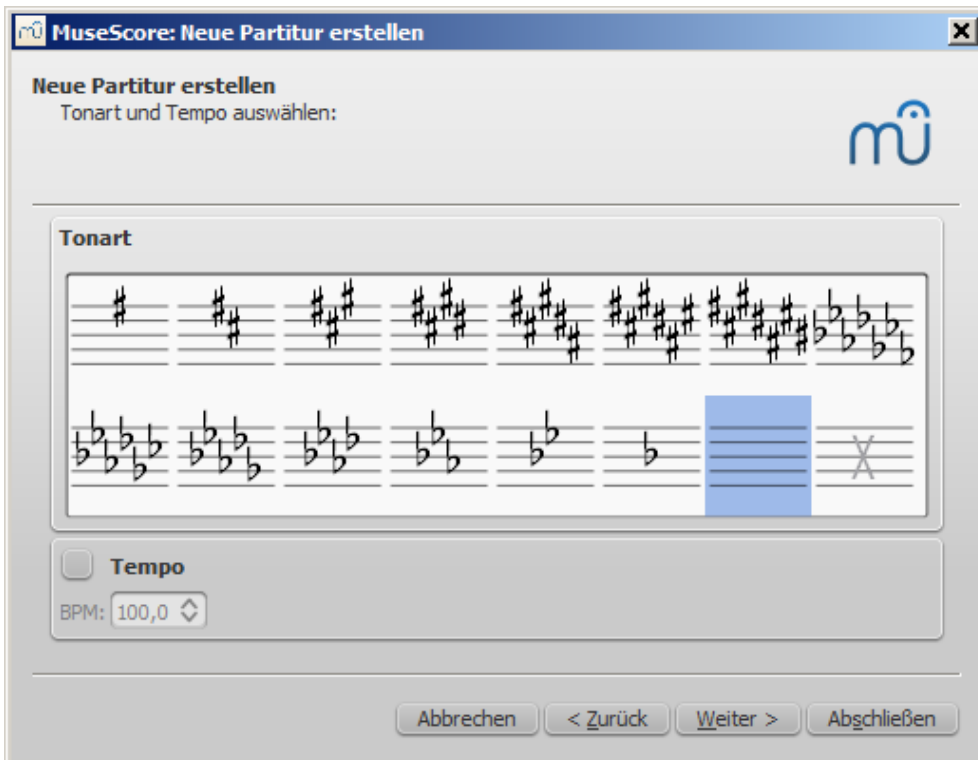 MuseScore: Neue Partitur erstellen
Neue Partitur erstellen
Tonart und Tempo auswählen:
Tonart
Tempo
BPM: 100,0
Abbrechen
< Zurück
Weiter >
Abschließen